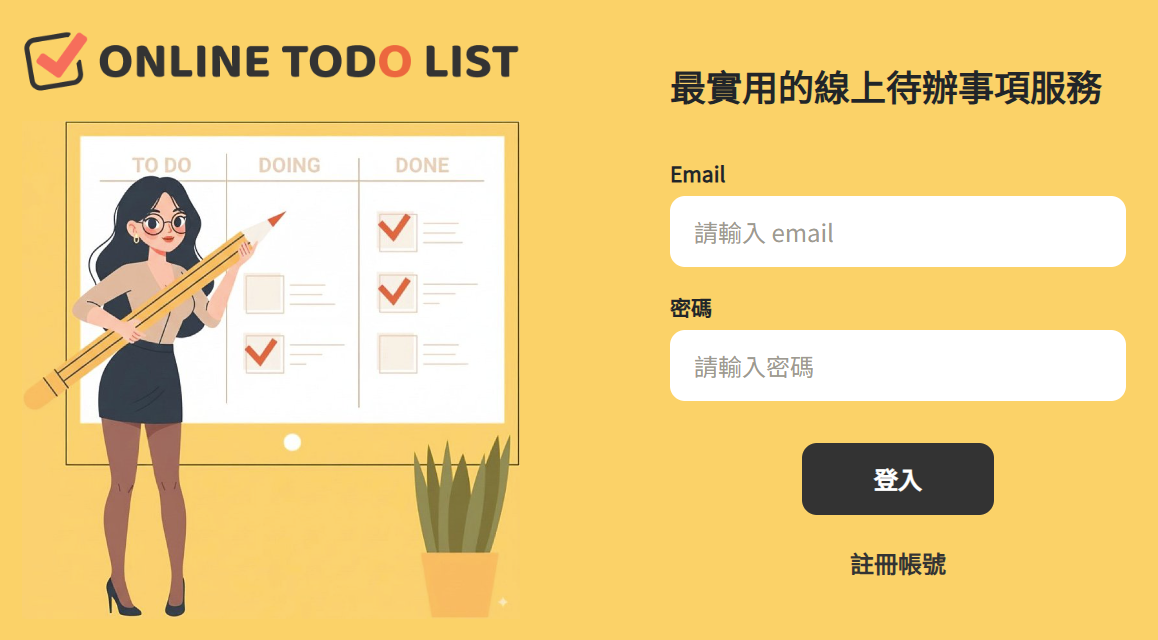 ONLINE TODO LIST
TO DO
DOING
DONE
最實用的線上待辦事項服務
Email
請輸入 email
密碼
請輸入密碼
登入
註冊帳號